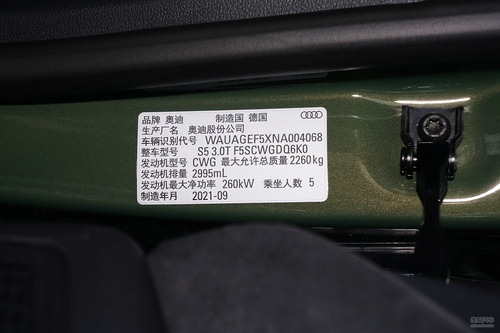 品牌 奥迪 制造国 德国
生产厂名 奥迪股份公司
车辆识别代号 WAUAGEF5XNA004068
整车型号 S5 3.0T F5SCWGDQ6K0
发动机型号 CWG 最大允许总质量 2260kg
发动机排量 2995mL
发动机最大净功率 260kW 乘坐人数 5
制造年月 2021-09